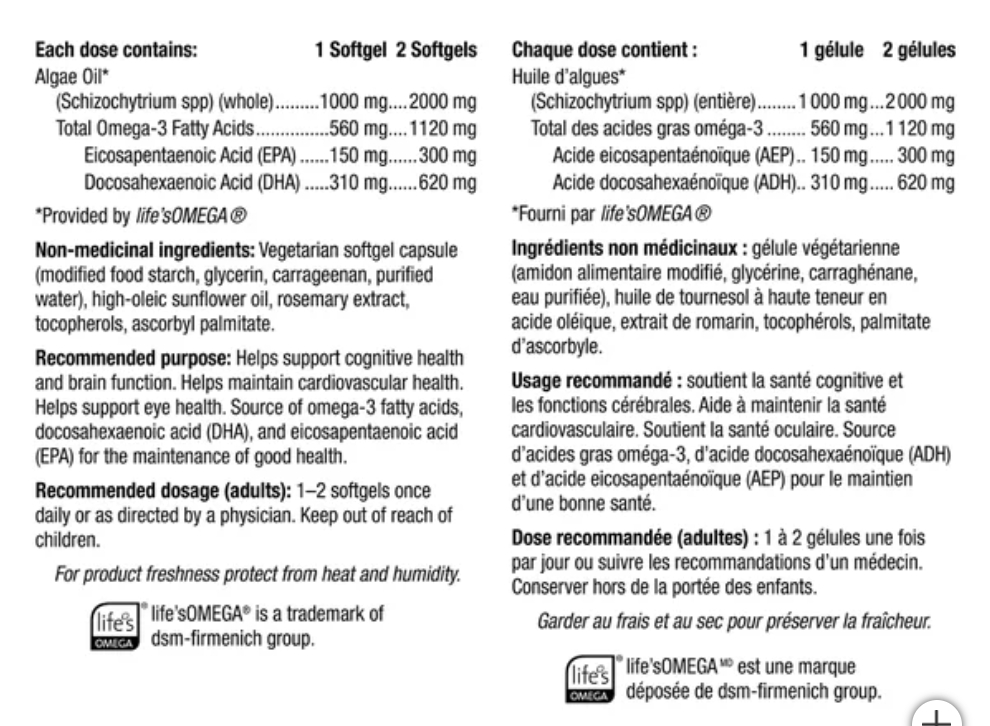 Each dose contains: 1 Softgel 2 Softgels
Algae Oil*
(Schizochytrium spp) (whole).........1000 mg....2000 mg
Total Omega-3 Fatty Acids...............560 mg....1120 mg
Eicosapentaenoic Acid (EPA) ......150 mg......300 mg
Docosahexaenoic Acid (DHA) .....310 mg......620 mg
*Provided by life'sOMEGA®
Non-medicinal ingredients: Vegetarian softgel capsule
(modified food starch, glycerin, carrageenan, purified
water), high-oleic sunflower oil, rosemary extract,
tocopherols, ascorbyl palmitate.
Recommended purpose: Helps support cognitive health
and brain function. Helps maintain cardiovascular health.
Helps support eye health. Source of omega-3 fatty acids,
docosahexaenoic acid (DHA), and eicosapentaenoic acid
(EPA) for the maintenance of good health.
Recommended dosage (adults): 1–2 softgels once
daily or as directed by a physician. Keep out of reach of
children.
For product freshness protect from heat and humidity.
life's OMEGA ® life'sOMEGA® is a trademark of
dsm-firmenich group.
Chaque dose contient : 1 gélule 2 gélules
Huile d'algues*
(Schizochytrium spp) (entière)........ 1 000 mg...2 000 mg
Total des acides gras oméga-3 ........ 560 mg...1 120 mg
Acide eicosapentaénoïque (AEP).. 150 mg..... 300 mg
Acide docosahexaénoïque (ADH).. 310 mg..... 620 mg
*Fourni par life'sOMEGA®
Ingrédients non médicinaux : gélule végétarienne
(amidon alimentaire modifié, glycérine, carraghénane,
eau purifiée), huile de tournesol à haute teneur en
acide oléique, extrait de romarin, tocophérols, palmitate
d'ascorbyle.
Usage recommandé : soutient la santé cognitive et
les fonctions cérébrales. Aide à maintenir la santé
cardiovasculaire. Soutient la santé oculaire. Source
d'acides gras oméga-3, d'acide docosahexaénoïque (ADH)
et d'acide eicosapentaénoïque (AEP) pour le maintien
d'une bonne santé.
Dose recommandée (adultes) : 1 à 2 gélules une fois
par jour ou suivre les recommandations d'un médecin.
Conserver hors de la portée des enfants.
Garder au frais et au sec pour préserver la fraîcheur.
life's OMEGA ® life'sOMEGA MD est une marque
déposée de dsm-firmenich group.